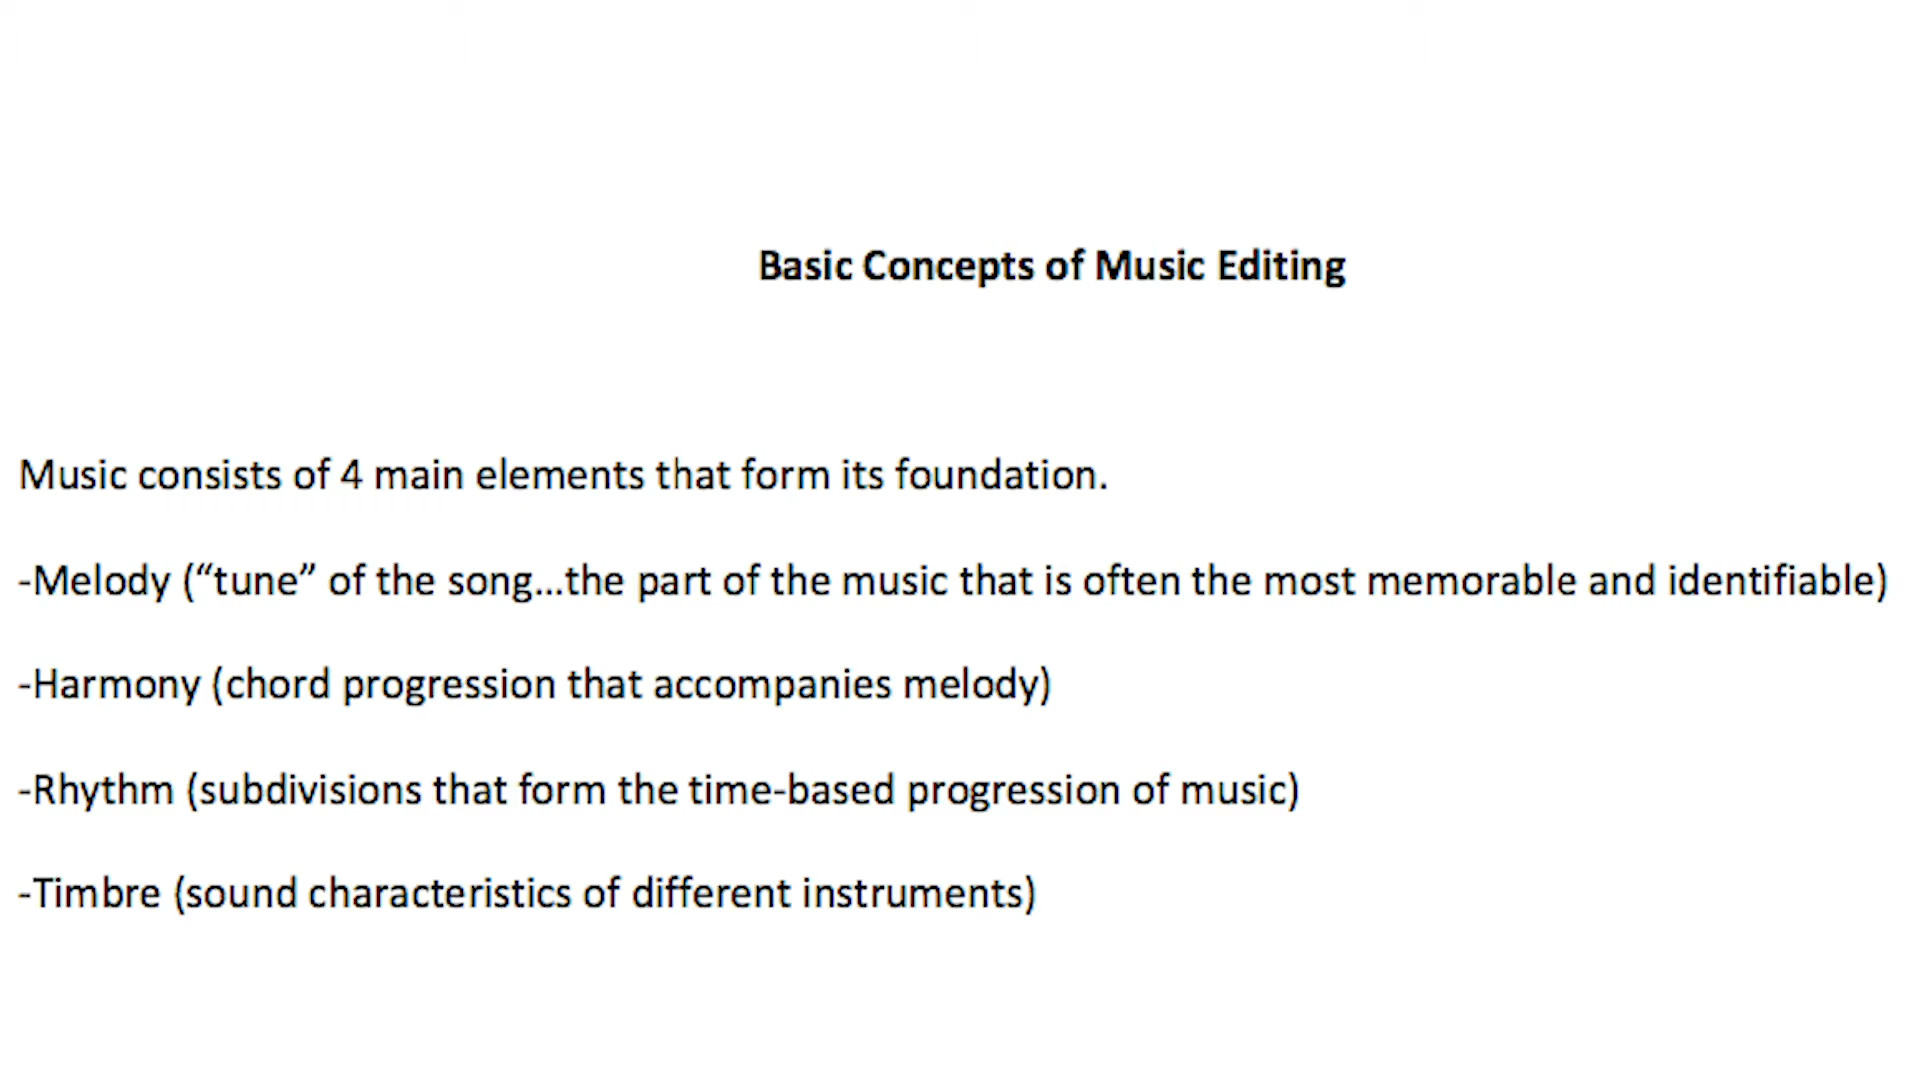 Basic Concepts of Music Editing
Music consists of 4 main elements that form its foundation.
-Melody (“tune” of the song...the part of the music that is often the most memorable and identifiable)
-Harmony (chord progression that accompanies melody)
-Rhythm (subdivisions that form the time-based progression of music)
-Timbre (sound characteristics of different instruments)